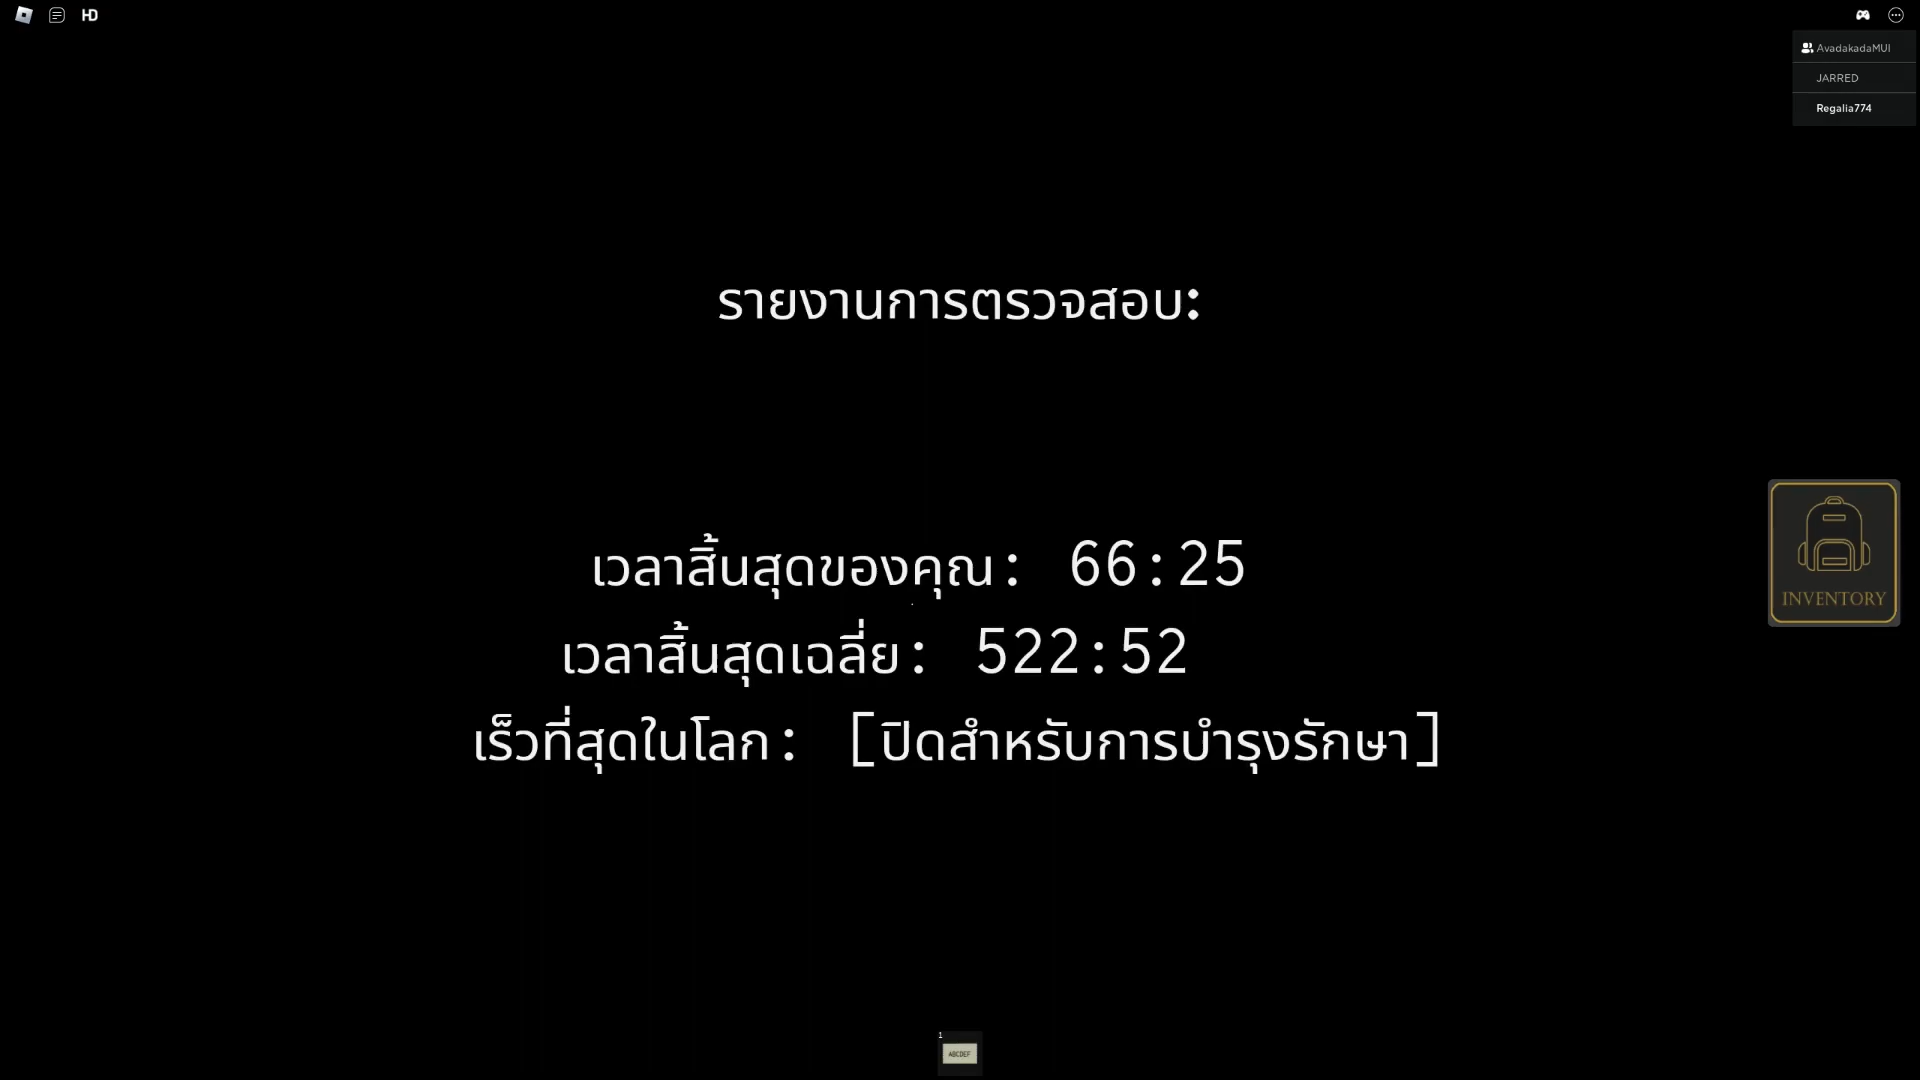 HD
AvadakadaMUI
JARRED
Regalia774
รายงานการตรวจสอบ:
เวลาสิ้นสุดของคุณ: 66:25
เวลาสิ้นสุดเฉลี่ย: 522:52
เร็วที่สุดในโลก: [ปิดสำหรับการบำรุงรักษา]
INVENTORY
1
ABCDEF